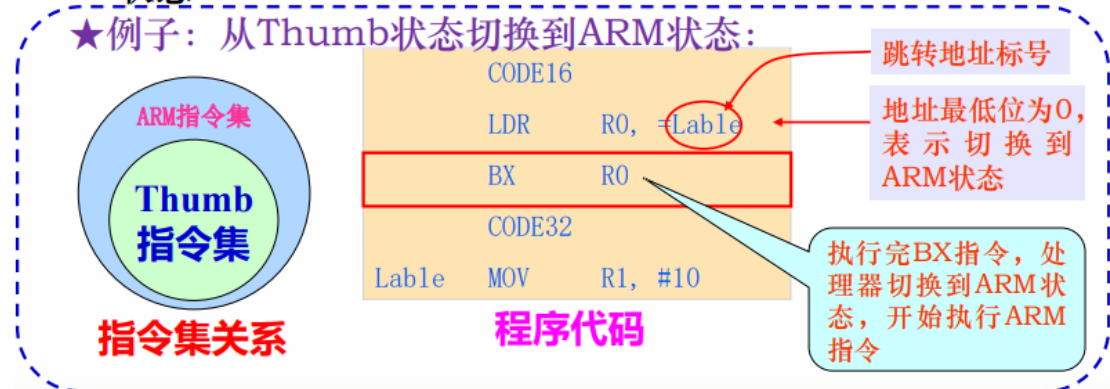 ★例子：从Thumb状态切换到ARM状态：
ARM指令集
Thumb
指令集
指令集关系
CODE16
LDR R0, =Lable
BX R0
CODE32
Lable MOV R1, #10
程序代码
跳转地址标号
地址最低位为0，
表示切换到
ARM状态
执行完BX指令，处
理器切换到ARM状
态，开始执行ARM
指令